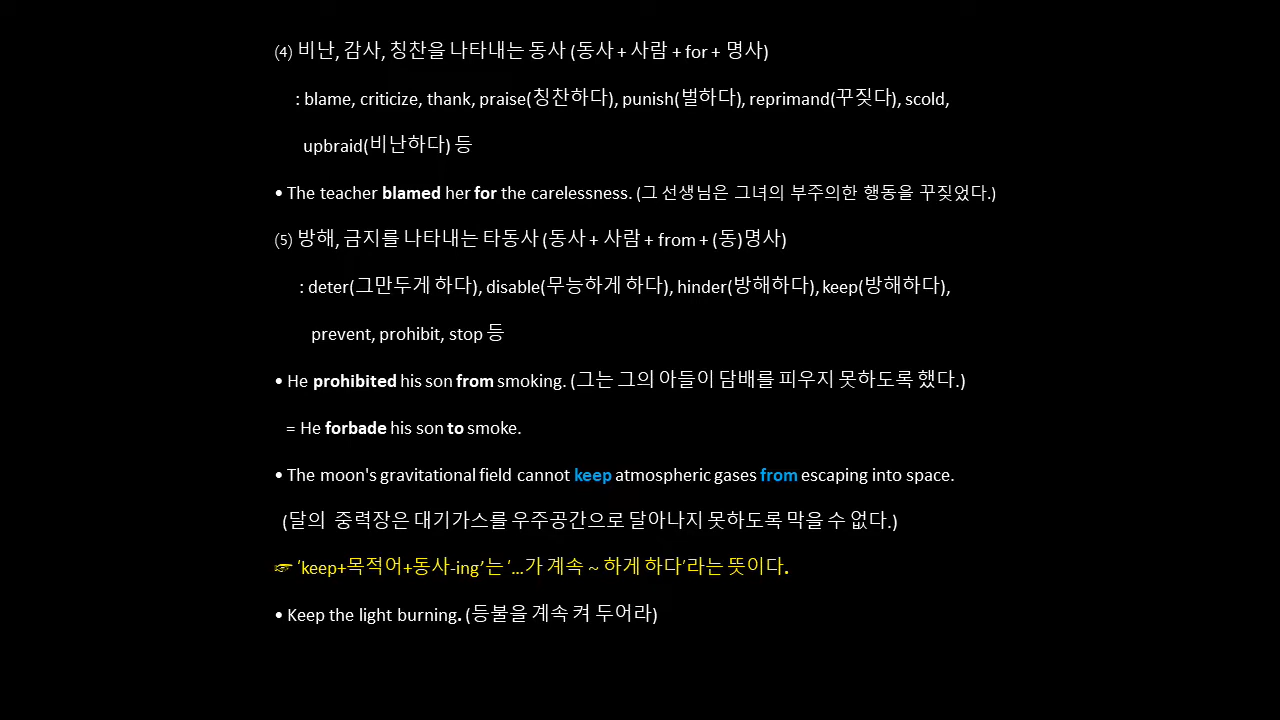 (4) 비난, 감사, 칭찬을 나타내는 동사 (동사 + 사람 + for + 명사)
: blame, criticize, thank, praise(칭찬하다), punish(벌하다), reprimand(꾸짖다), scold,
upbraid(비난하다) 등
• The teacher blamed her for the carelessness. (그 선생님은 그녀의 부주의한 행동을 꾸짖었다.)
(5) 방해, 금지를 나타내는 타동사 (동사 + 사람 + from + (동)명사)
: deter(그만두게 하다), disable(무능하게 하다), hinder(방해하다), keep(방해하다),
prevent, prohibit, stop 등
• He prohibited his son from smoking. (그는 그의 아들이 담배를 피우지 못하도록 했다.)
= He forbade his son to smoke.
• The moon's gravitational field cannot keep atmospheric gases from escaping into space.
(달의 중력장은 대기가스를 우주공간으로 달아나지 못하도록 막을 수 없다.)
☞ ‘keep+목적어+동사-ing’는 ‘...가 계속 ~ 하게 하다’라는 뜻이다.
• Keep the light burning. (등불을 계속 켜 두어라)